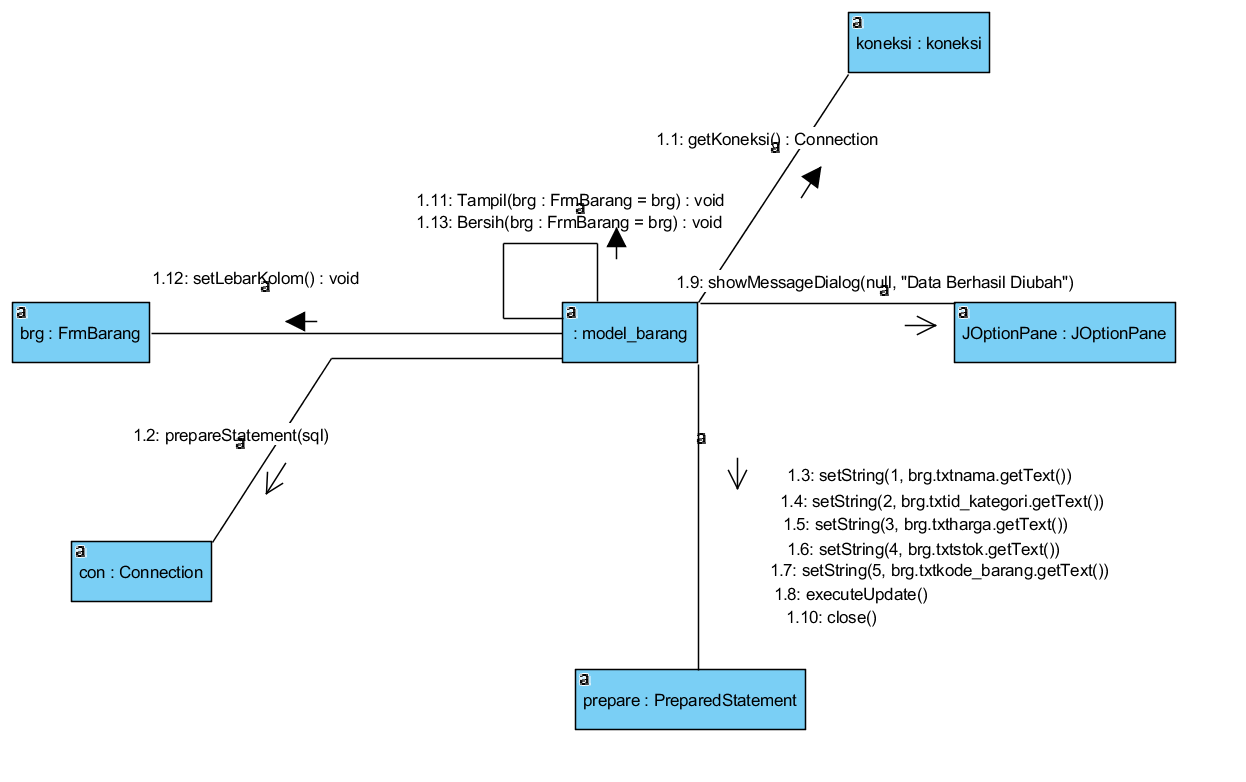 a
koneksi : koneksi
1.1: getKoneksi() : Connection
a
1.11: Tampil(brg : FrmBarang = brg) : void
a
1.13: Bersih(brg : FrmBarang = brg) : void
1.12: setLebarKolom() : void
a
1.9: showMessageDialog(null, "Data Berhasil Diubah")
a
a
brg : FrmBarang
a
: model_barang
a
JOptionPane : JOptionPane
1.2: prepareStatement(sql)
a
a
1.3: setString(1, brg.txtnama.getText())
1.4: setString(2, brg.txtid_kategori.getText())
1.5: setString(3, brg.txtharga.getText())
1.6: setString(4, brg.txtstok.getText())
1.7: setString(5, brg.txtkode_barang.getText())
1.8: executeUpdate()
1.10: close()
a
con : Connection
a
prepare : PreparedStatement